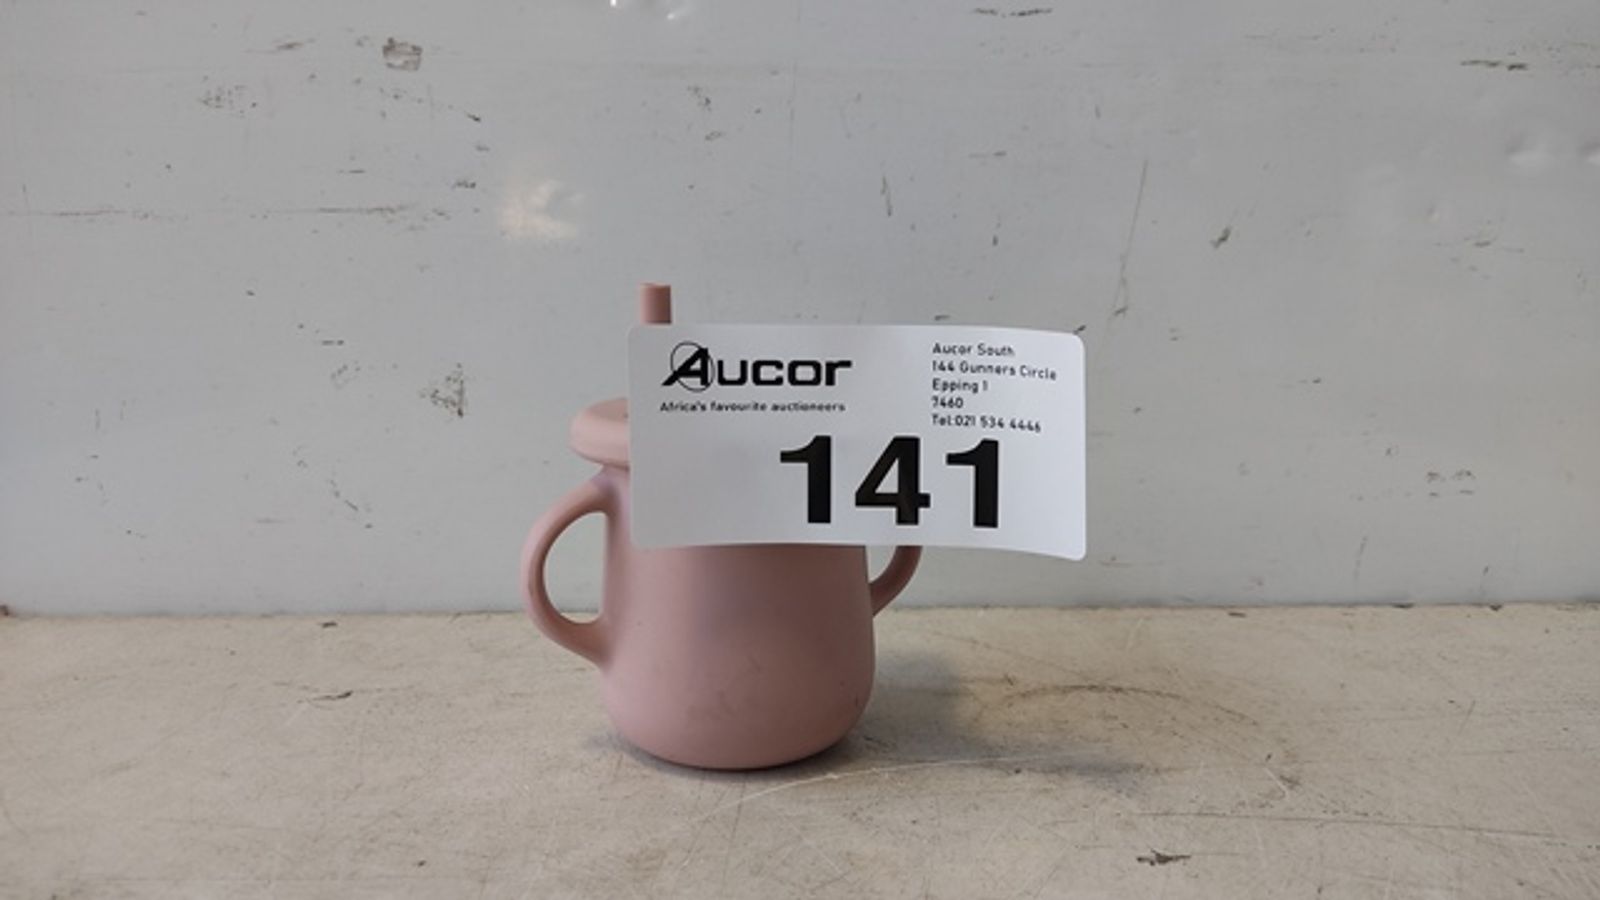 Aucor
Africa's favourite auctioneers
Aucor South
144 Gunners Circle
Epping 1
7460
Tel:021 534 4446
141